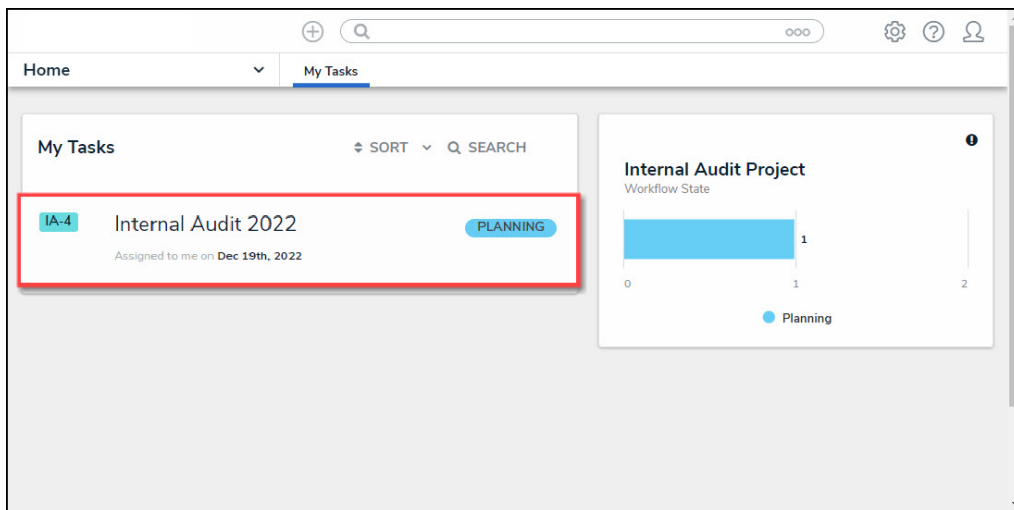 ooo
Home
My Tasks
My Tasks
SORT
SEARCH
IA-4
Internal Audit 2022
PLANNING
Assigned to me on Dec 19th, 2022
Internal Audit Project
Workflow State
1
0 1 2
Planning